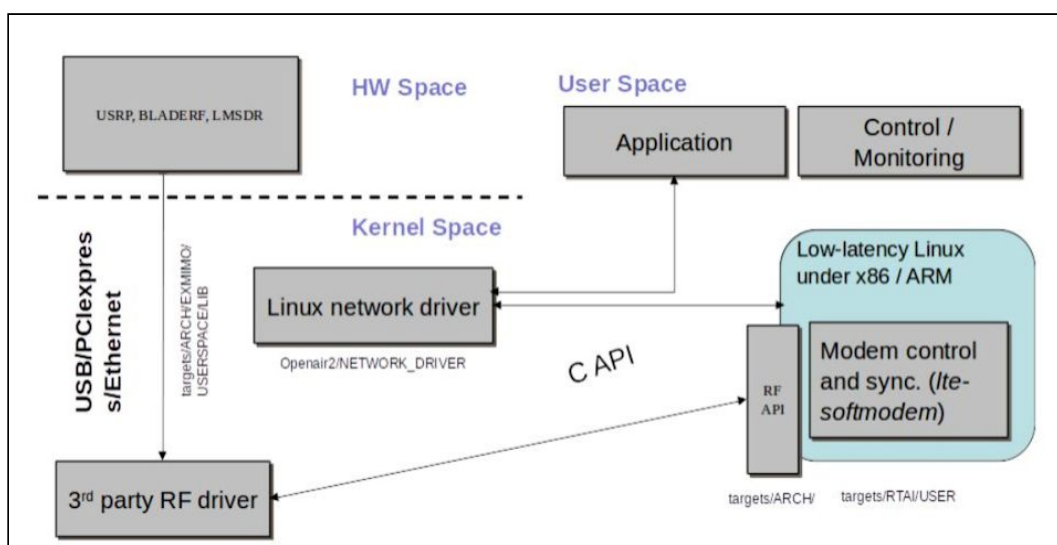 HW Space
User Space
USRP, BLADERF, LMSDR
Application
Control /
Monitoring
Kernel Space
USB/PCIexpres
s/Ethernet
targets/ARCH/EXMIMO/
USERSPACE/LIB
Linux network driver
Openair2/NETWORK_DRIVER
C API
Low-latency Linux
under x86 / ARM
RF
API
Modem control
and sync. (lte-
softmodem)
3rd party RF driver
targets/ARCH/
targets/RTAI/USER